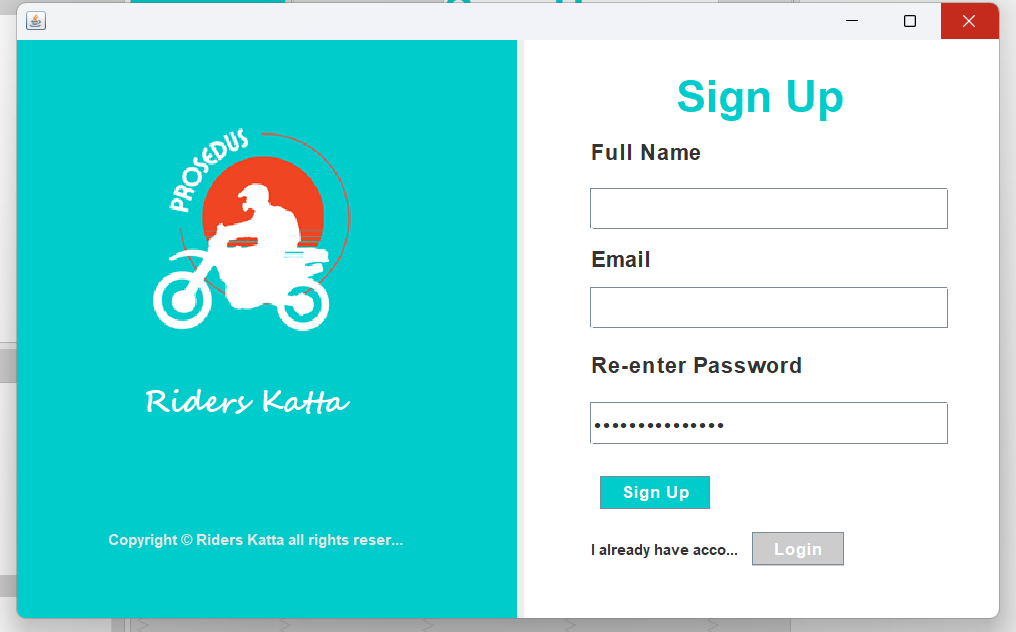 PROSEDUS
Riders Katta
Copyright © Riders Katta all rights reser...
Sign Up
Full Name
Email
Re-enter Password
•••••••••••••••
Sign Up
I already have acco...
Login